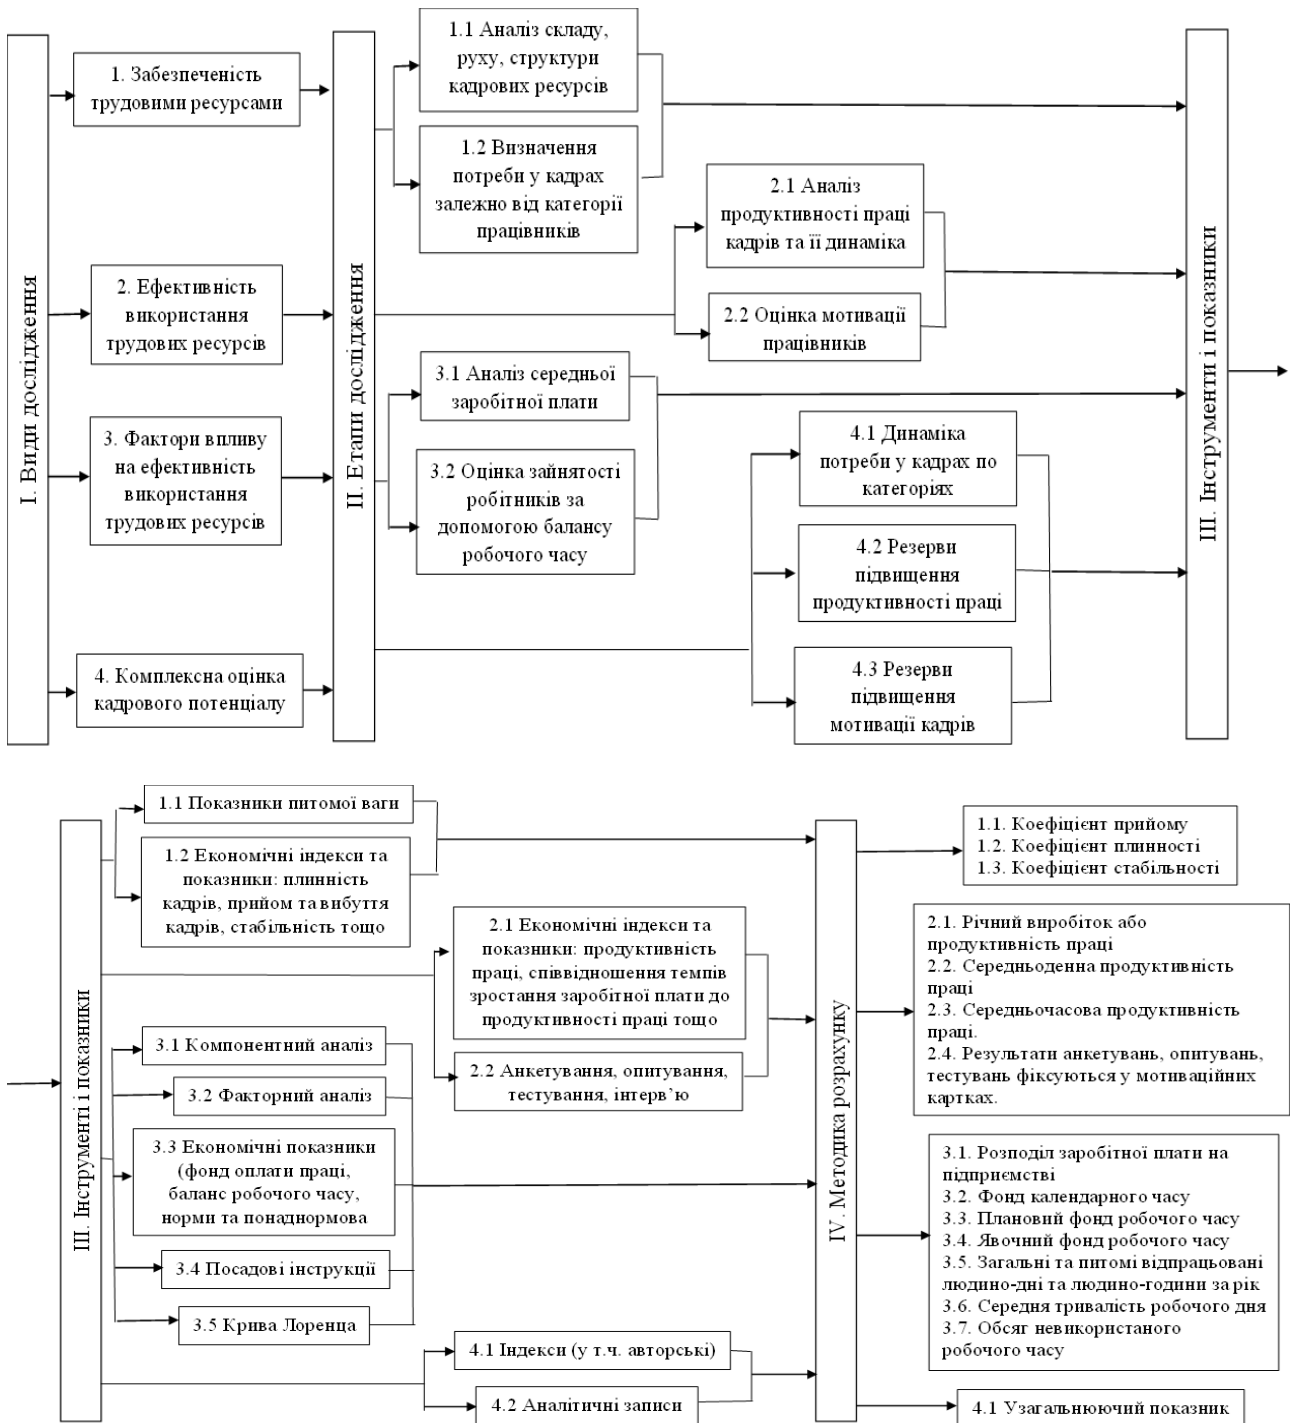 І. Види дослідження
1. Забезпеченість
трудовими ресурсами
2. Ефективність
використання
трудових ресурсів
3. Фактори впливу
на ефективність
використання
трудових ресурсів
4. Комплексна оцінка
кадрового потенціалу
ІІ. Етапи дослідження
1.1 Аналіз складу,
руху, структури
кадрових ресурсів
1.2 Визначення
потреби у кадрах
залежно від категорії
працівників
2.1 Аналіз
продуктивності праці
кадрів та її динаміка
2.2 Оцінка мотивації
працівників
3.1 Аналіз середньої
заробітної плати
3.2 Оцінка зайнятості
робітників за
допомогою балансу
робочого часу
4.1 Динаміка
потреби у кадрах по
категоріях
4.2 Резерви
підвищення
продуктивності праці
4.3 Резерви
підвищення
мотивації кадрів
ІІІ. Інструменти і показники
ІІІ. Інструменті і показники
1.1 Показники питомої ваги
1.2 Економічні індекси та
показники: плинність
кадрів, прийом та вибуття
кадрів, стабільність тощо
2.1 Економічні індекси та
показники: продуктивність
праці, співвідношення темпів
зростання заробітної плати до
продуктивності праці тощо
2.2 Анкетування, опитування,
тестування, інтерв’ю
3.1 Компонентний аналіз
3.2 Факторний аналіз
3.3 Економічні показники
(фонд оплати праці,
баланс робочого часу,
норми та понаднормова
3.4 Посадові інструкції
3.5 Крива Лоренца
4.1 Індекси (у т.ч. авторські)
4.2 Аналітичні записи
IV. Методика розрахунку
1.1. Коефіцієнт прийому
1.2. Коефіцієнт плинності
1.3. Коефіцієнт стабільності
2.1. Річний виробіток або
продуктивність праці
2.2. Середньоденна продуктивність
праці
2.3. Середньочасова продуктивність
праці.
2.4. Результати анкетувань, опитувань,
тестувань фіксуються у мотиваційних
картках.
3.1. Розподіл заробітної плати на
підприємстві
3.2. Фонд календарного часу
3.3. Плановий фонд робочого часу
3.4. Явочний фонд робочого часу
3.5. Загальні та питомі відпрацьовані
людино-дні та людино-години за рік
3.6. Середня тривалість робочого дня
3.7. Обсяг невикористаного
робочого часу
4.1 Узагальнюючий показник